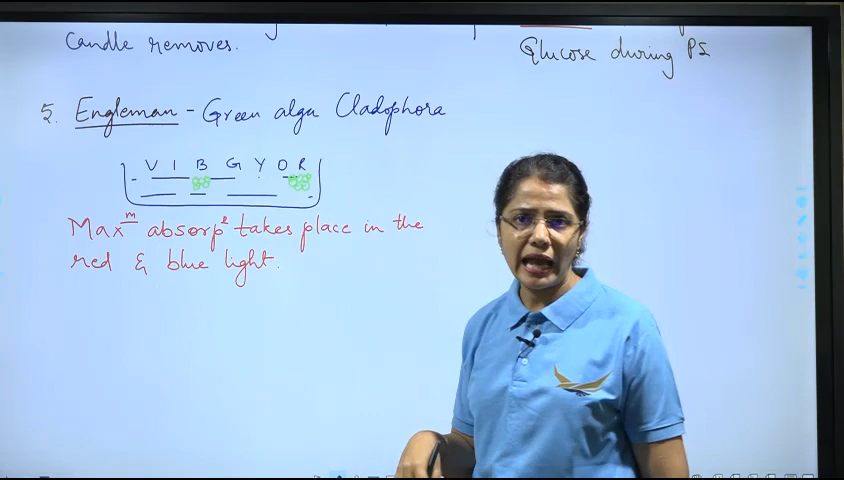 Candle removes.
Glucose during PS
5. Engleman - Green alga Cladophora
V I B G Y O R
Max^m absorp^t takes place in the
red & blue light.